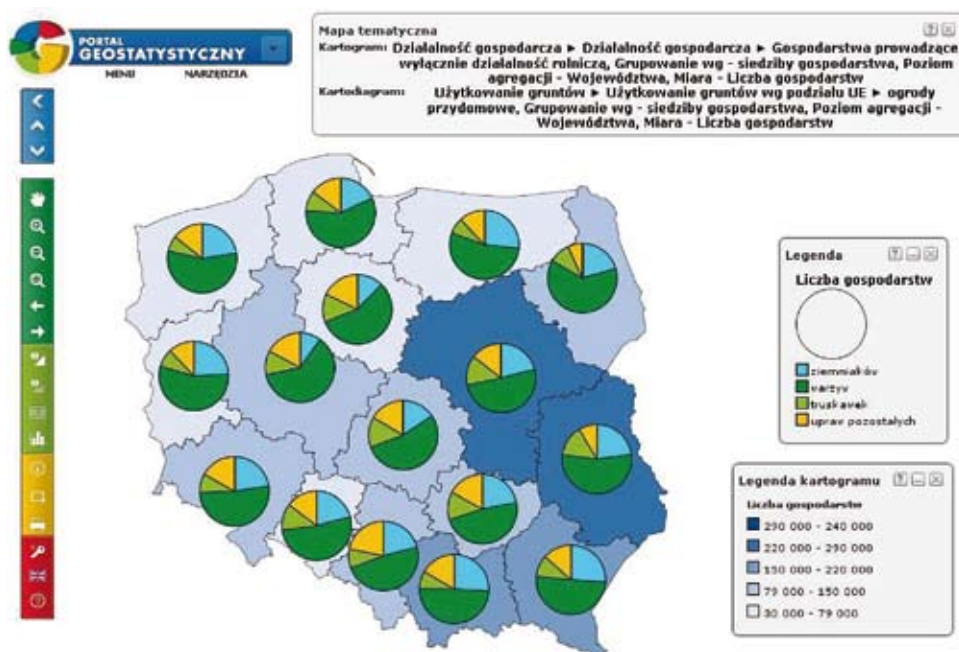 PORTAL
GEOSTATYSTYCZNY
MENU NARZĘDZIA
Mapa tematyczna
Kartogram: Działalność gospodarcza ► Działalność gospodarcza ► Gospodarstwa prowadzące
wyłącznie działalność rolniczą, Grupowanie wg - siedziby gospodarstwa, Poziom
agregacji - Województwa, Miara - Liczba gospodarstw
Kartodiagram: Użytkowanie gruntów ► Użytkowanie gruntów wg podziału UE ► ogrody
przydomowe, Grupowanie wg - siedziby gospodarstwa, Poziom agregacji -
Województwa, Miara - Liczba gospodarstw
Legenda
Liczba gospodarstw
ziemniaków
warzyw
truskawek
upraw pozostałych
Legenda kartogramu
Liczba gospodarstw
290 000 - 240 000
220 000 - 290 000
150 000 - 220 000
79 000 - 150 000
30 000 - 79 000